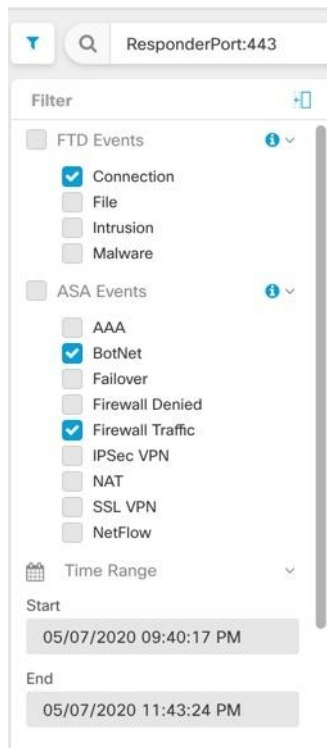 ResponderPort:443
Filter
FTD Events
Connection
File
Intrusion
Malware
ASA Events
AAA
BotNet
Failover
Firewall Denied
Firewall Traffic
IPSec VPN
NAT
SSL VPN
NetFlow
Time Range
Start
05/07/2020 09:40:17 PM
End
05/07/2020 11:43:24 PM